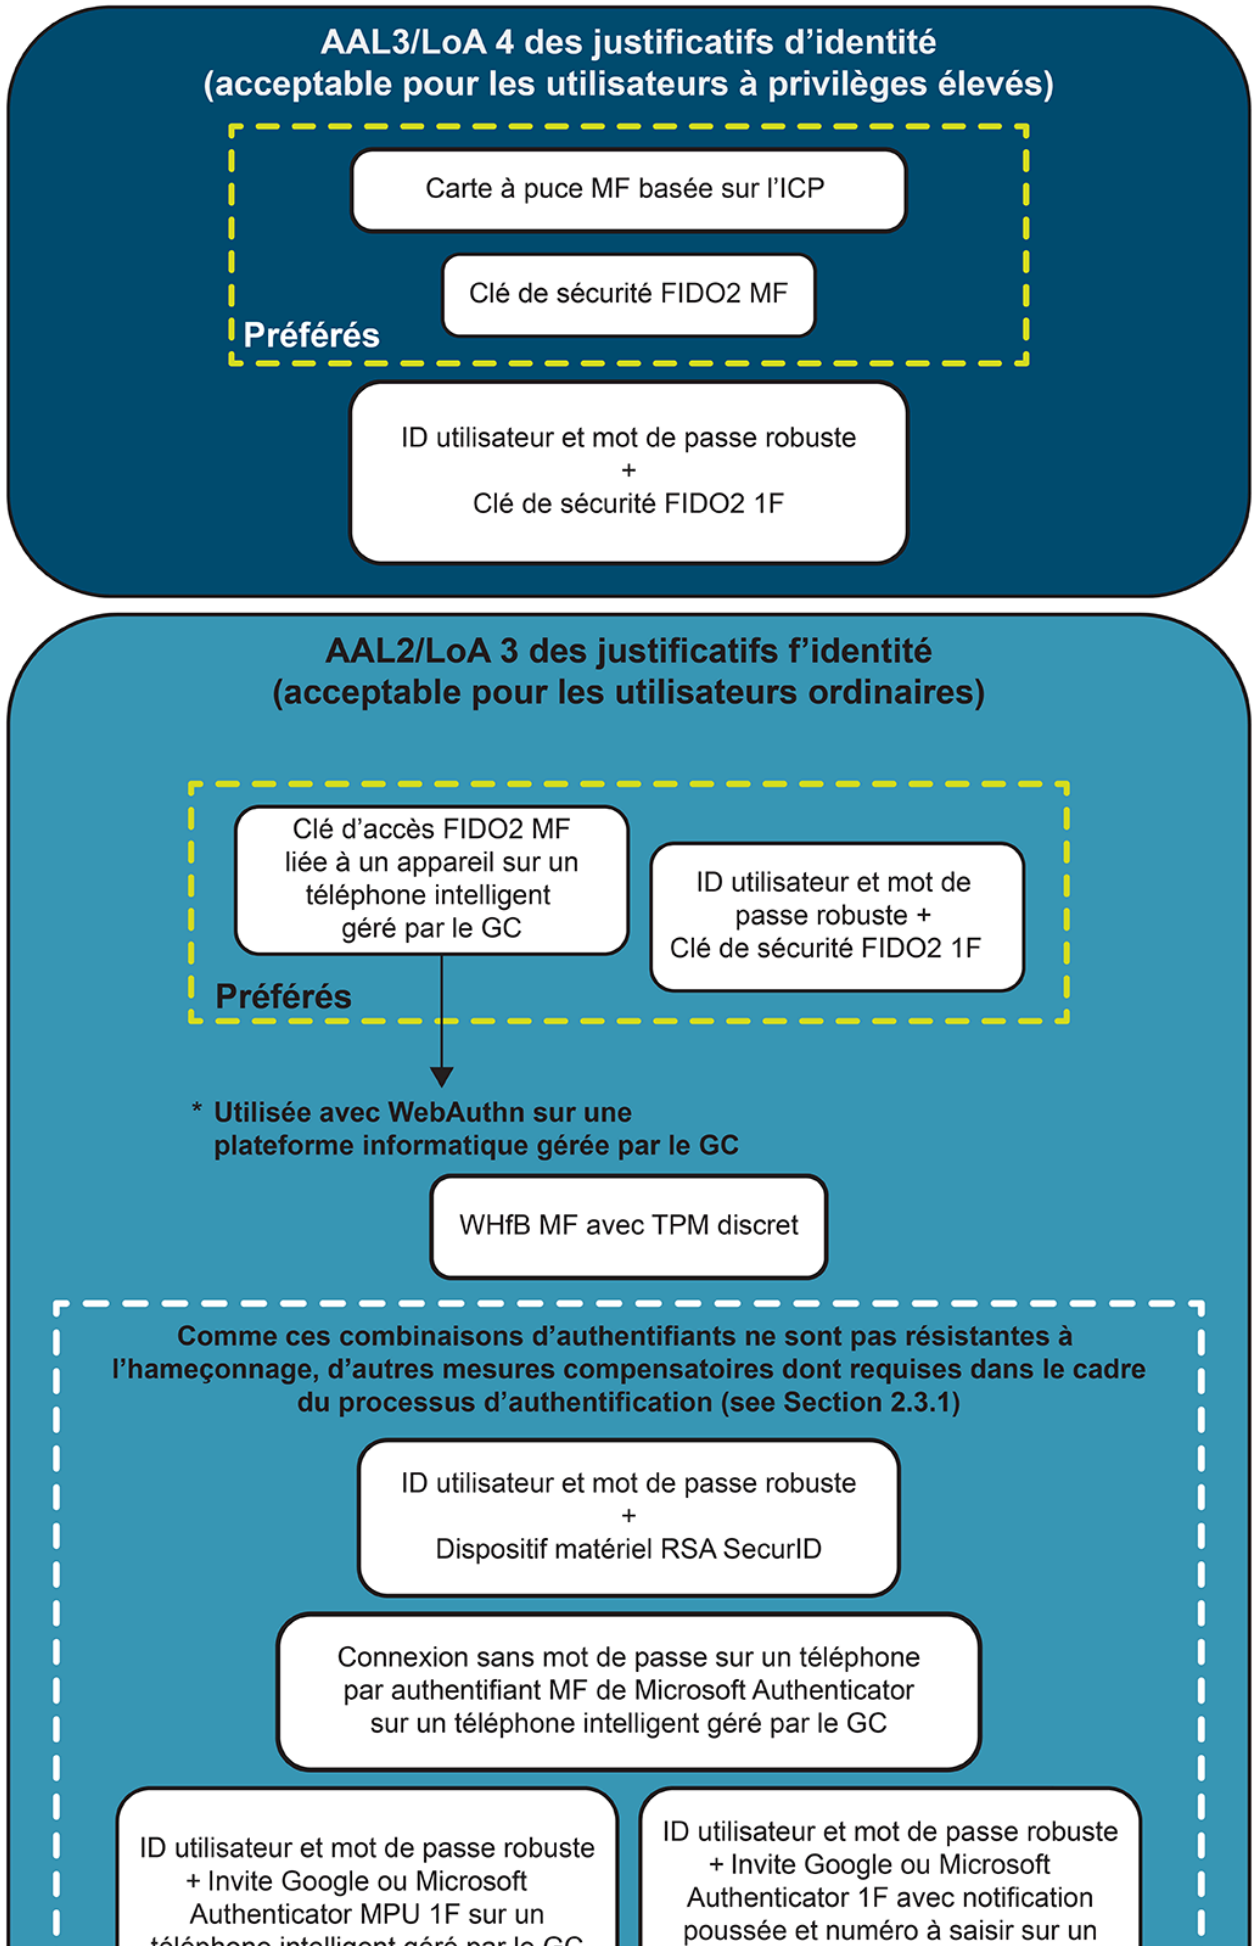 AAL3/LoA 4 des justificatifs d’identité
(acceptable pour les utilisateurs à privilèges élevés)
Carte à puce MF basée sur l’ICP
Clé de sécurité FIDO2 MF
Préférés
ID utilisateur et mot de passe robuste
+
Clé de sécurité FIDO2 1F
AAL2/LoA 3 des justificatifs f’identité
(acceptable pour les utilisateurs ordinaires)
Clé d’accès FIDO2 MF
liée à un appareil sur un
téléphone intelligent
géré par le GC
ID utilisateur et mot de
passe robuste +
Clé de sécurité FIDO2 1F
Préférés
* Utilisée avec WebAuthn sur une
plateforme informatique gérée par le GC
WHfB MF avec TPM discret
Comme ces combinaisons d’authentifiants ne sont pas résistantes à
l’hameçonnage, d’autres mesures compensatoires dont requises dans le cadre
du processus d’authentification (see Section 2.3.1)
ID utilisateur et mot de passe robuste
+
Dispositif matériel RSA SecurID
Connexion sans mot de passe sur un téléphone
par authentifiant MF de Microsoft Authenticator
sur un téléphone intelligent géré par le GC
ID utilisateur et mot de passe robuste
+ Invite Google ou Microsoft
Authenticator MPU 1F sur un
téléphone intelligent géré par le GC
ID utilisateur et mot de passe robuste
+ Invite Google ou Microsoft
Authenticator 1F avec notification
poussée et numéro à saisir sur un